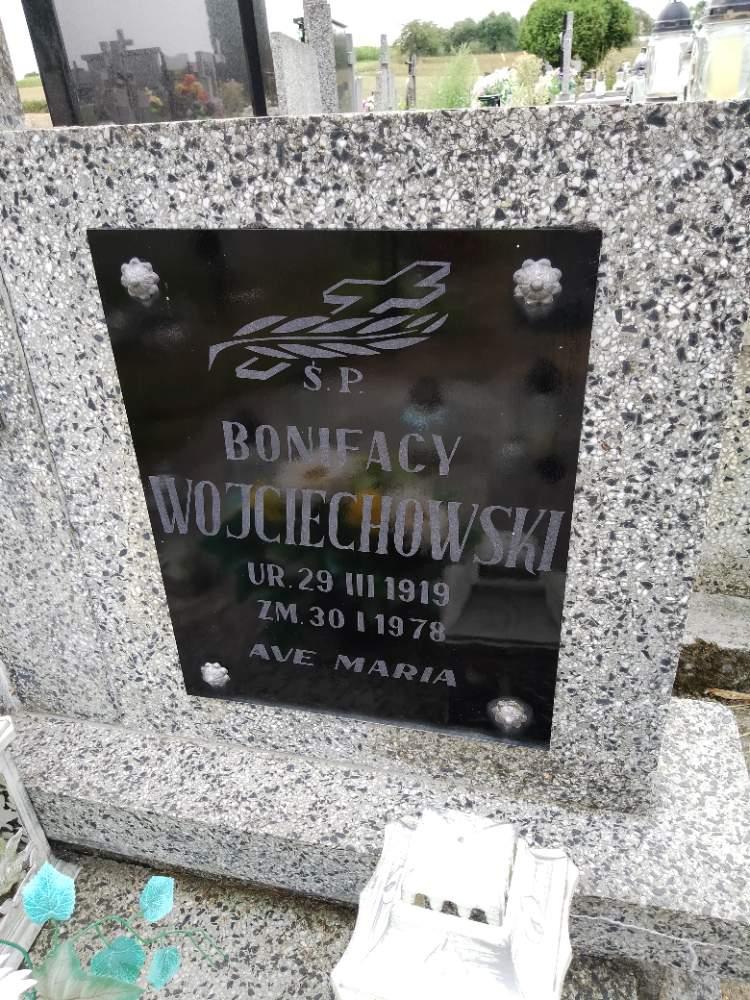 Ś.P.
BONIFACY
WOJCIECHOWSKI
UR. 29 III 1919
ZM. 30 I 1978
AVE MARIA